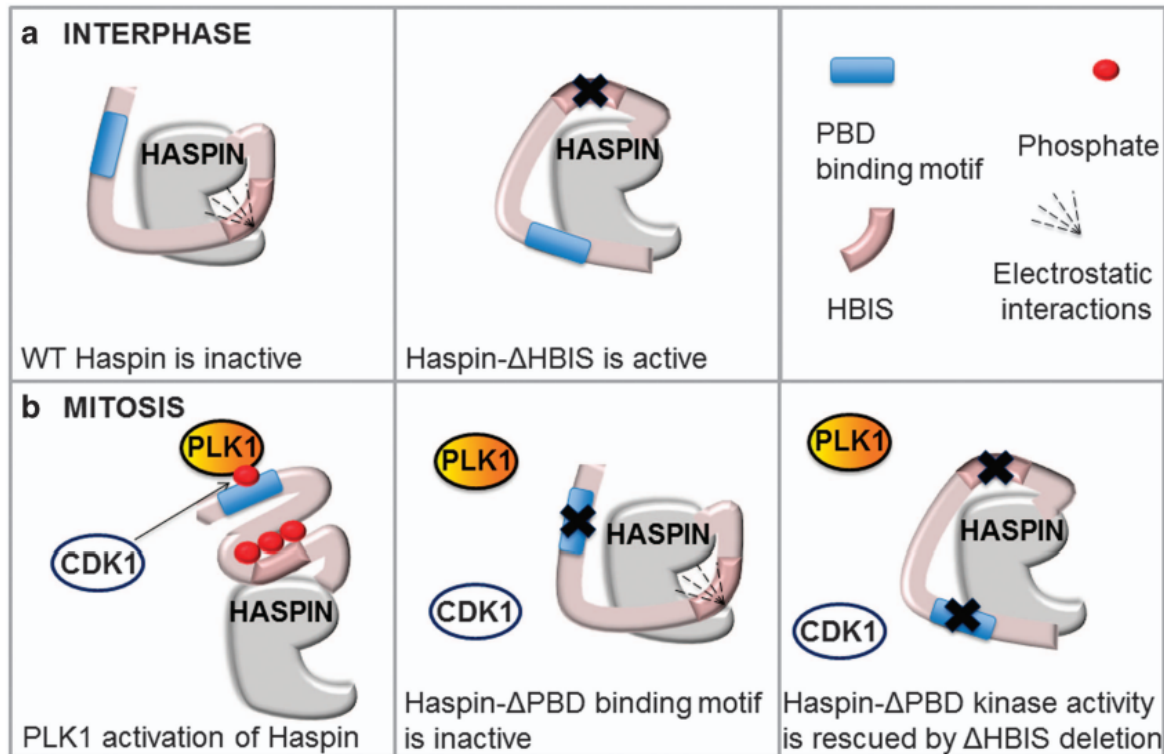 a INTERPHASE
HASPIN
WT Haspin is inactive
HASPIN
Haspin-ΔHBIS is active
PBD
binding motif
Phosphate
HBIS
Electrostatic
interactions
b MITOSIS
PLK1
CDK1
HASPIN
PLK1 activation of Haspin
PLK1
HASPIN
CDK1
Haspin-ΔPBD binding motif
is inactive
PLK1
HASPIN
CDK1
Haspin-ΔPBD kinase activity
is rescued by ΔHBIS deletion